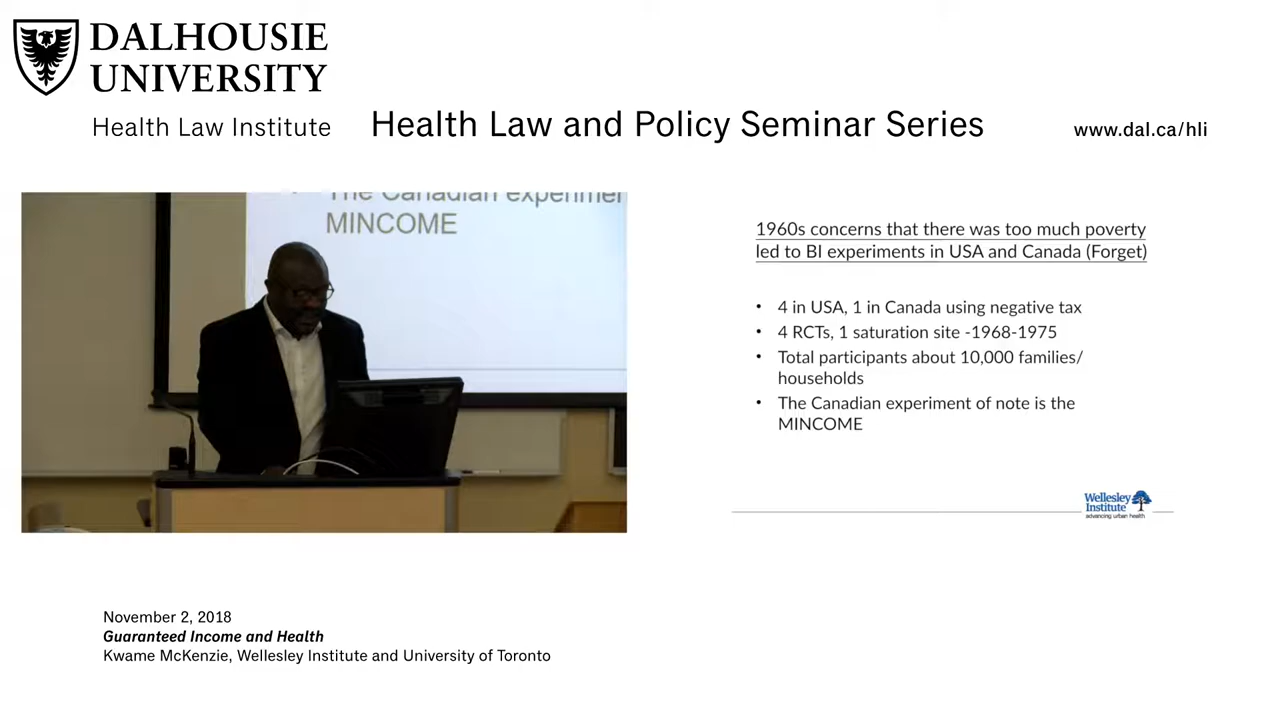 DALHOUSIE
UNIVERSITY
Health Law Institute
Health Law and Policy Seminar Series
www.dal.ca/hli
The Canadian experimen
MINCOME
1960s concerns that there was too much poverty
led to BI experiments in USA and Canada (Forget)
• 4 in USA, 1 in Canada using negative tax
• 4 RCTs, 1 saturation site -1968-1975
• Total participants about 10,000 families/
households
• The Canadian experiment of note is the
MINCOME
Wellesley
Institute
advancing urban health
November 2, 2018
Guaranteed Income and Health
Kwame McKenzie, Wellesley Institute and University of Toronto